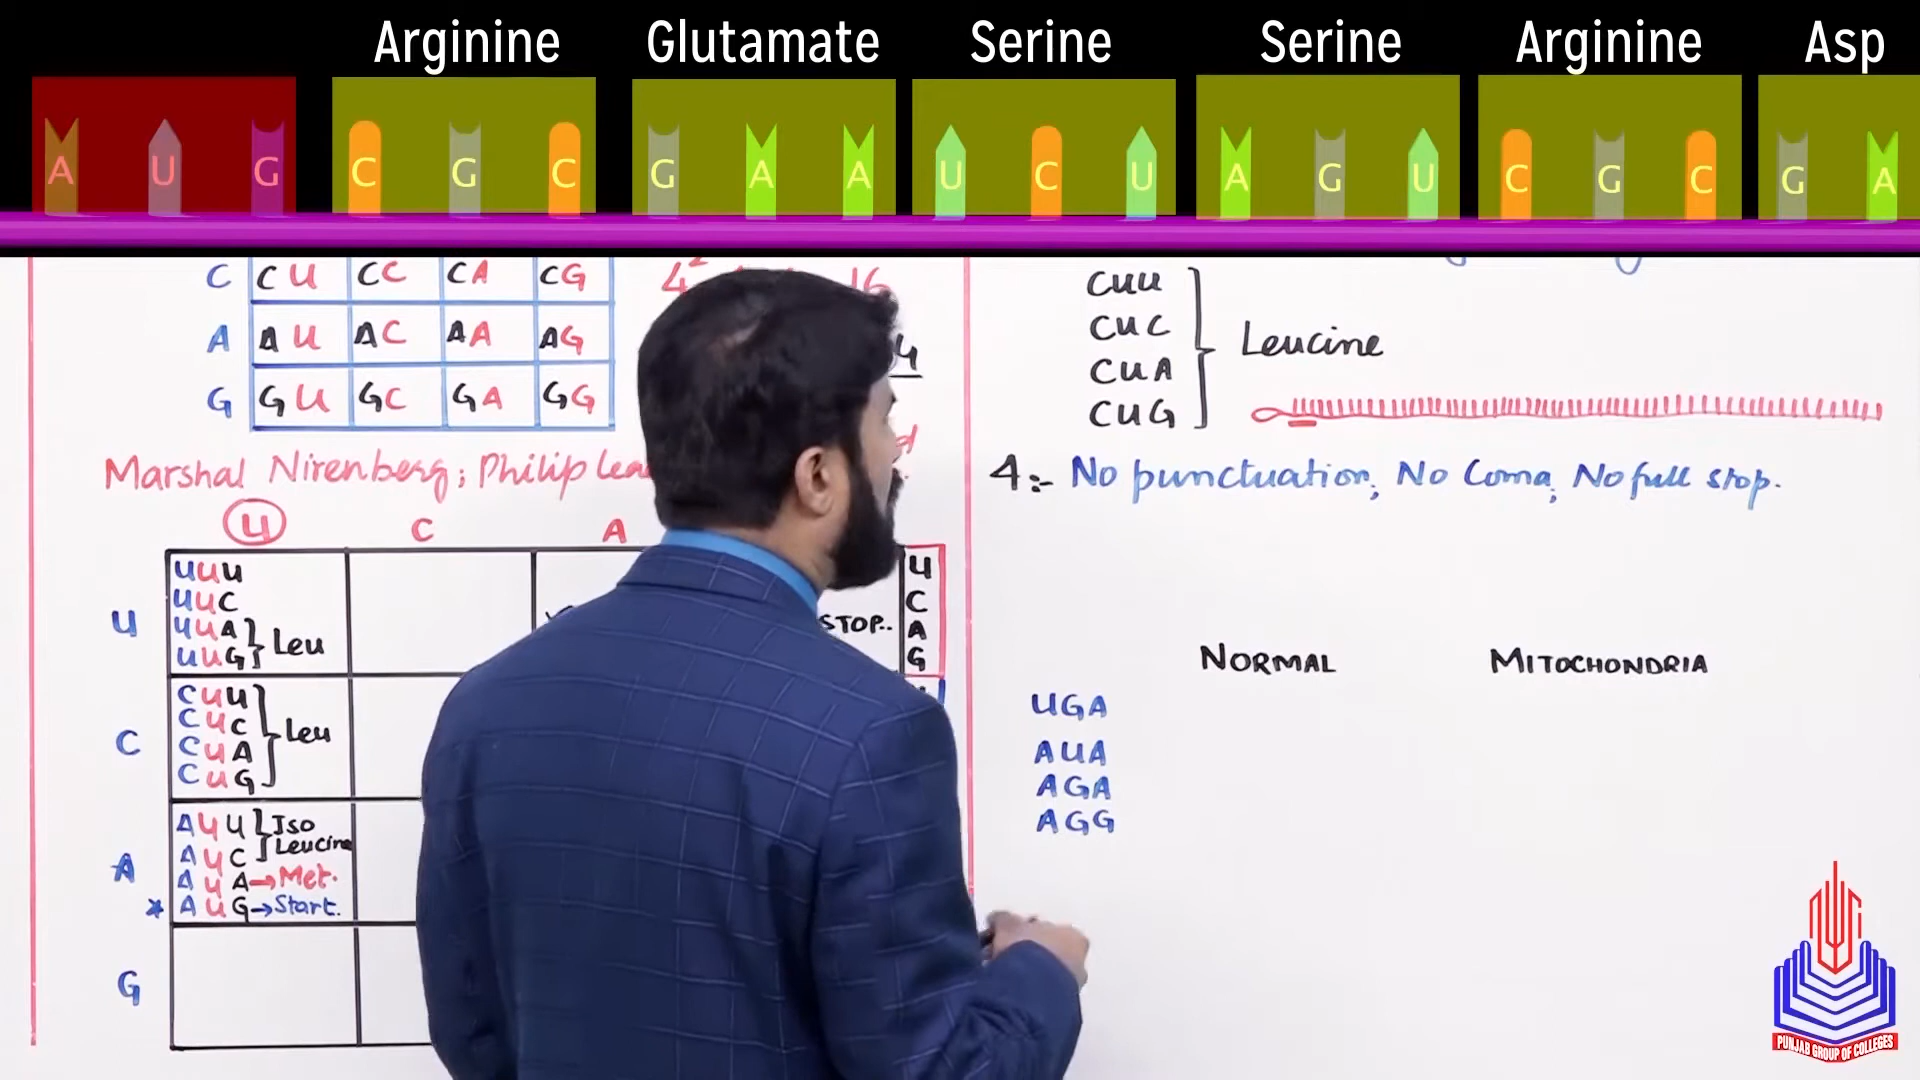 Arginine Glutamate Serine Serine Arginine Asp
A U G C G C G A A U C U A G U C G C G A
C CU CC CA CG 4² 16
A AU AC AA AG 4
G GU GC GA GG
Marshal Nirenberg; Philip
U C A
U
UUU
UUC
UUA
UUG } Leu
STOP..
U
C
A
G
C
CUU
CUC
CUA
CUG } Leu
A
AUU
AUC } Iso Leucine
AUA → Met.
* AUG → Start.
G
CUU
CUC
CUA
CUG } Leucine
4:- No punctuation; No Coma; No full stop.
NORMAL MITOCHONDRIA
UGA
AUA
AGA
AGG
PUNJAB GROUP OF COLLEGES